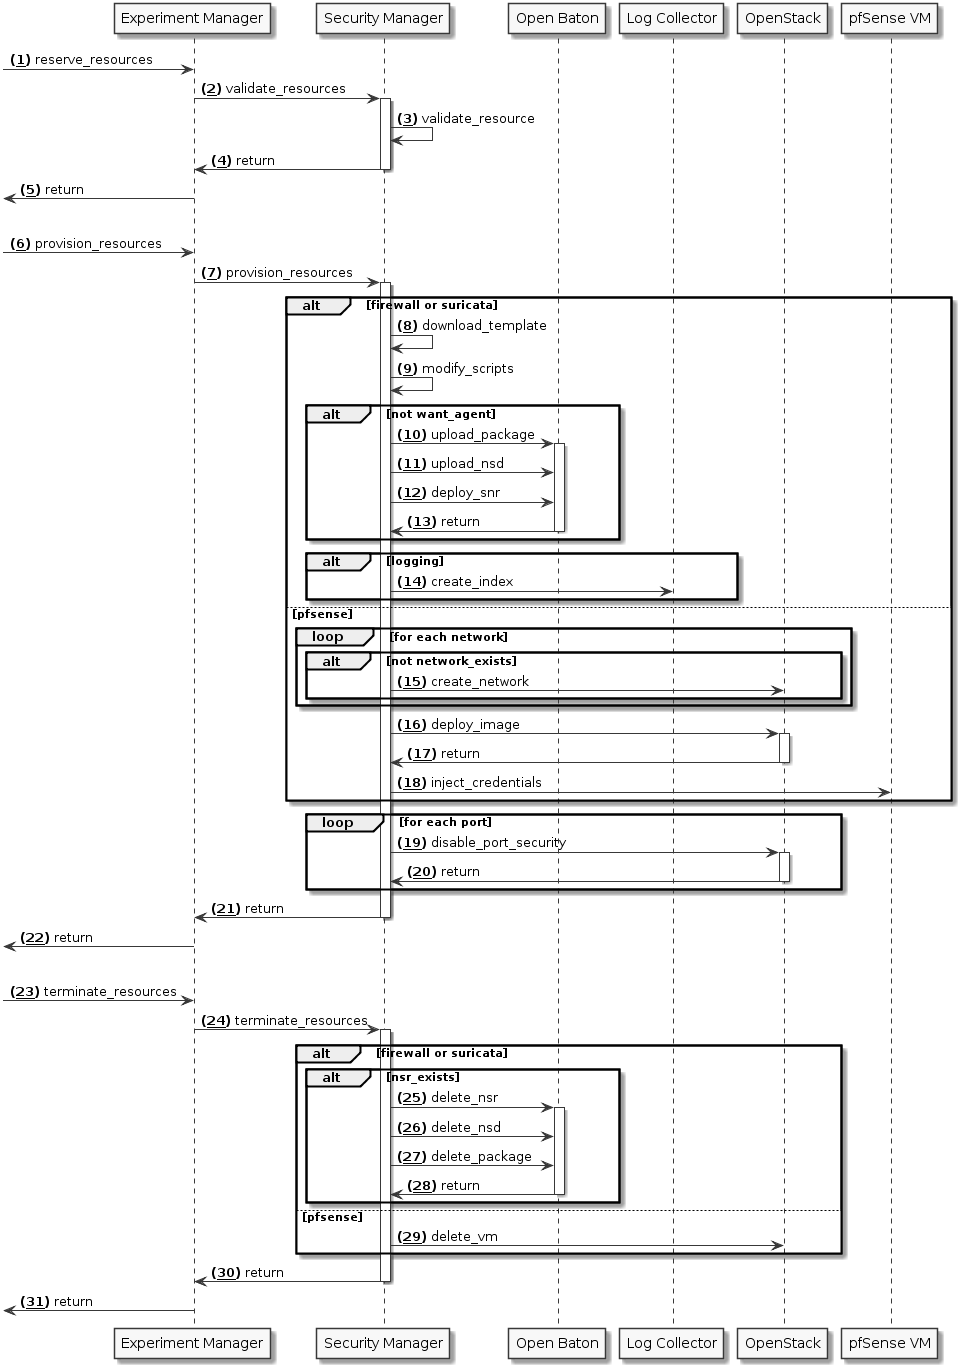 Experiment Manager Security Manager Open Baton Log Collector OpenStack pfSense VM
(1) reserve_resources
(2) validate_resources
(3) validate_resource
(4) return
(5) return
(6) provision_resources
(7) provision_resources
alt [firewall or suricata]
(8) download_template
(9) modify_scripts
alt [not want_agent]
(10) upload_package
(11) upload_nsd
(12) deploy_snr
(13) return
alt [logging]
(14) create_index
[pfsense]
loop [for each network]
alt [not network_exists]
(15) create_network
(16) deploy_image
(17) return
(18) inject_credentials
loop [for each port]
(19) disable_port_security
(20) return
(21) return
(22) return
(23) terminate_resources
(24) terminate_resources
alt [firewall or suricata]
alt [nsr_exists]
(25) delete_nsr
(26) delete_nsd
(27) delete_package
(28) return
[pfsense]
(29) delete_vm
(30) return
(31) return
Experiment Manager Security Manager Open Baton Log Collector OpenStack pfSense VM